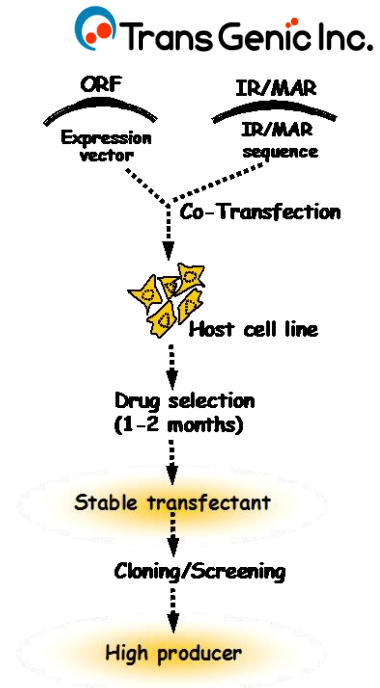 Trans Genic Inc.
ORF
IR/MAR
Expression
vector
IR/MAR
sequence
Co-Transfection
Host cell line
Drug selection
(1-2 months)
Stable transfectant
Cloning/Screening
High producer